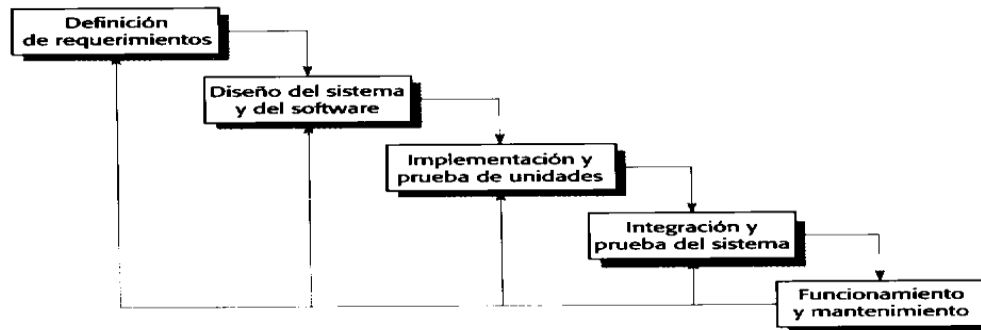 Definición
de requerimientos
Diseño del sistema
y del software
Implementación y
prueba de unidades
Integración y
prueba del sistema
Funcionamiento
y mantenimiento